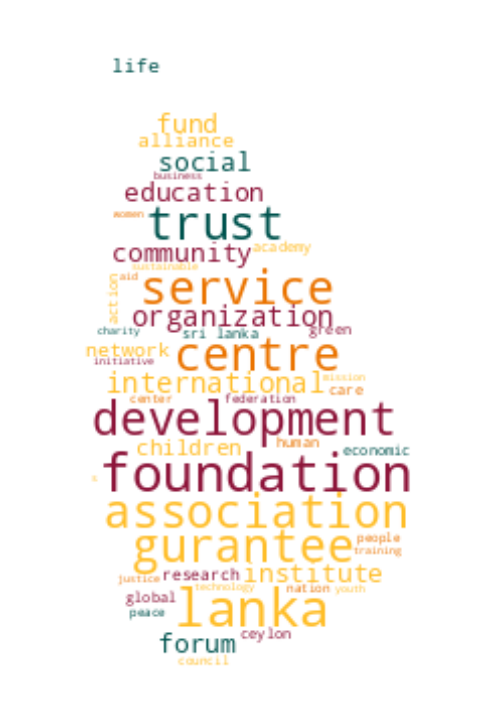 life
fund
alliance
social
business
education
women
trust
community academy
sustainable
aid
action
service
organization
charity sri lanka green
network centre
initiative
international mission
care
center federation
development
children human economic
foundation
association
gurantee people
training
justice research institute
technology nation youth
global lanka
peace
forum ceylon
council